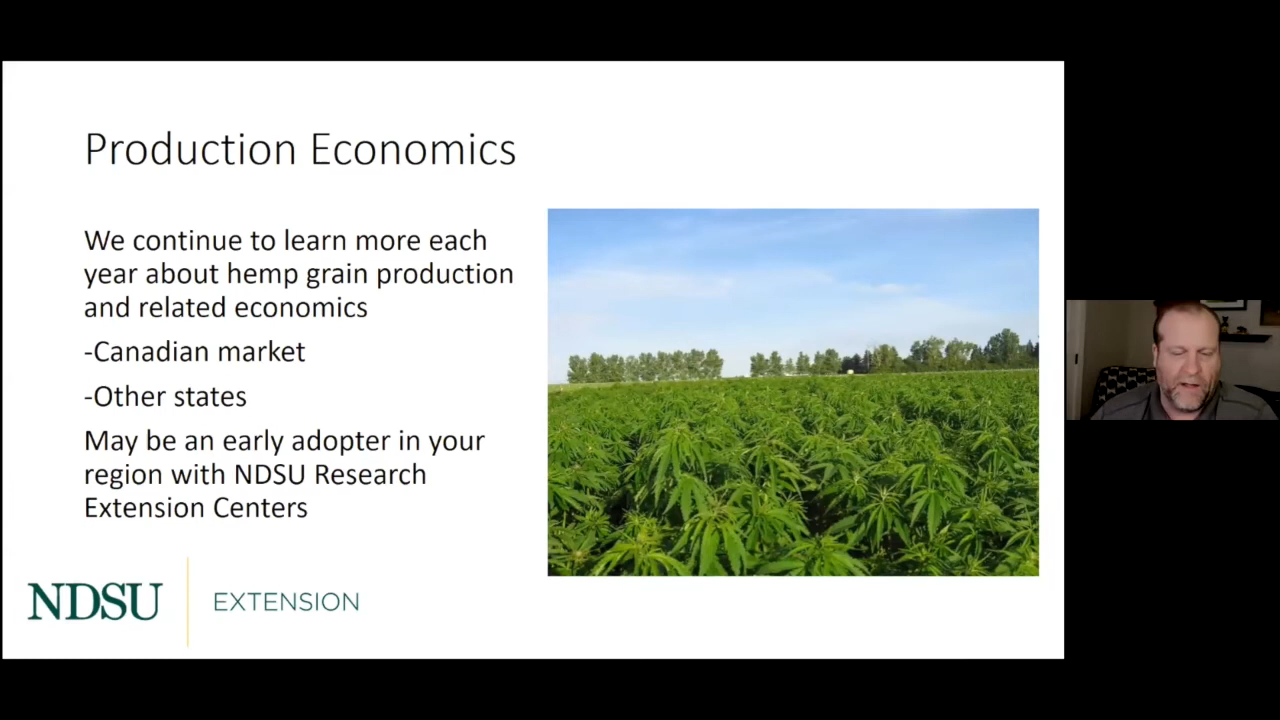 Production Economics
We continue to learn more each
year about hemp grain production
and related economics
-Canadian market
-Other states
May be an early adopter in your
region with NDSU Research
Extension Centers
NDSU
EXTENSION